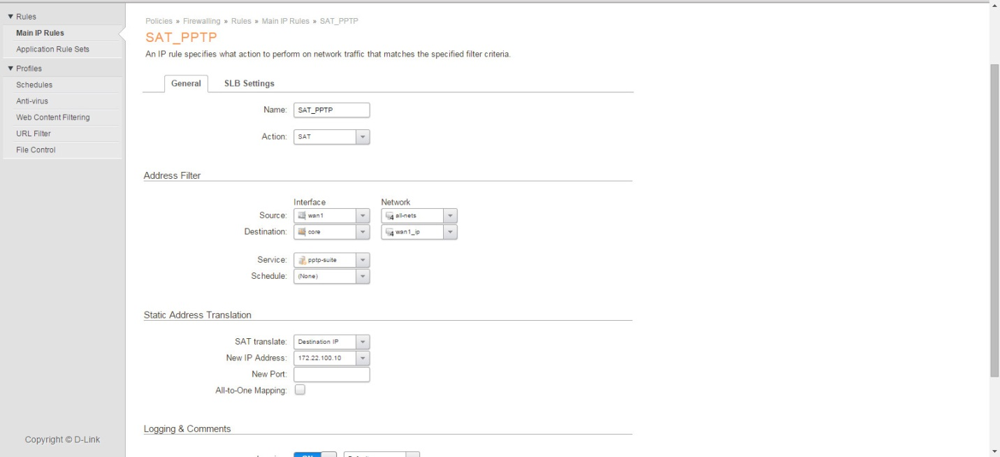 ▼ Rules
Main IP Rules
Application Rule Sets
▼ Profiles
Schedules
Anti-virus
Web Content Filtering
URL Filter
File Control
Copyright © D-Link
Policies » Firewalling » Rules » Main IP Rules » SAT_PPTP
SAT_PPTP
An IP rule specifies what action to perform on network traffic that matches the specified filter criteria.
General SLB Settings
Name: SAT_PPTP
Action: SAT
Address Filter
Interface Network
Source: wan1 all-nets
Destination: core wan1_ip
Service: pptp-suite
Schedule: (None)
Static Address Translation
SAT translate: Destination IP
New IP Address: 172.22.100.10
New Port:
All-to-One Mapping:
Logging & Comments